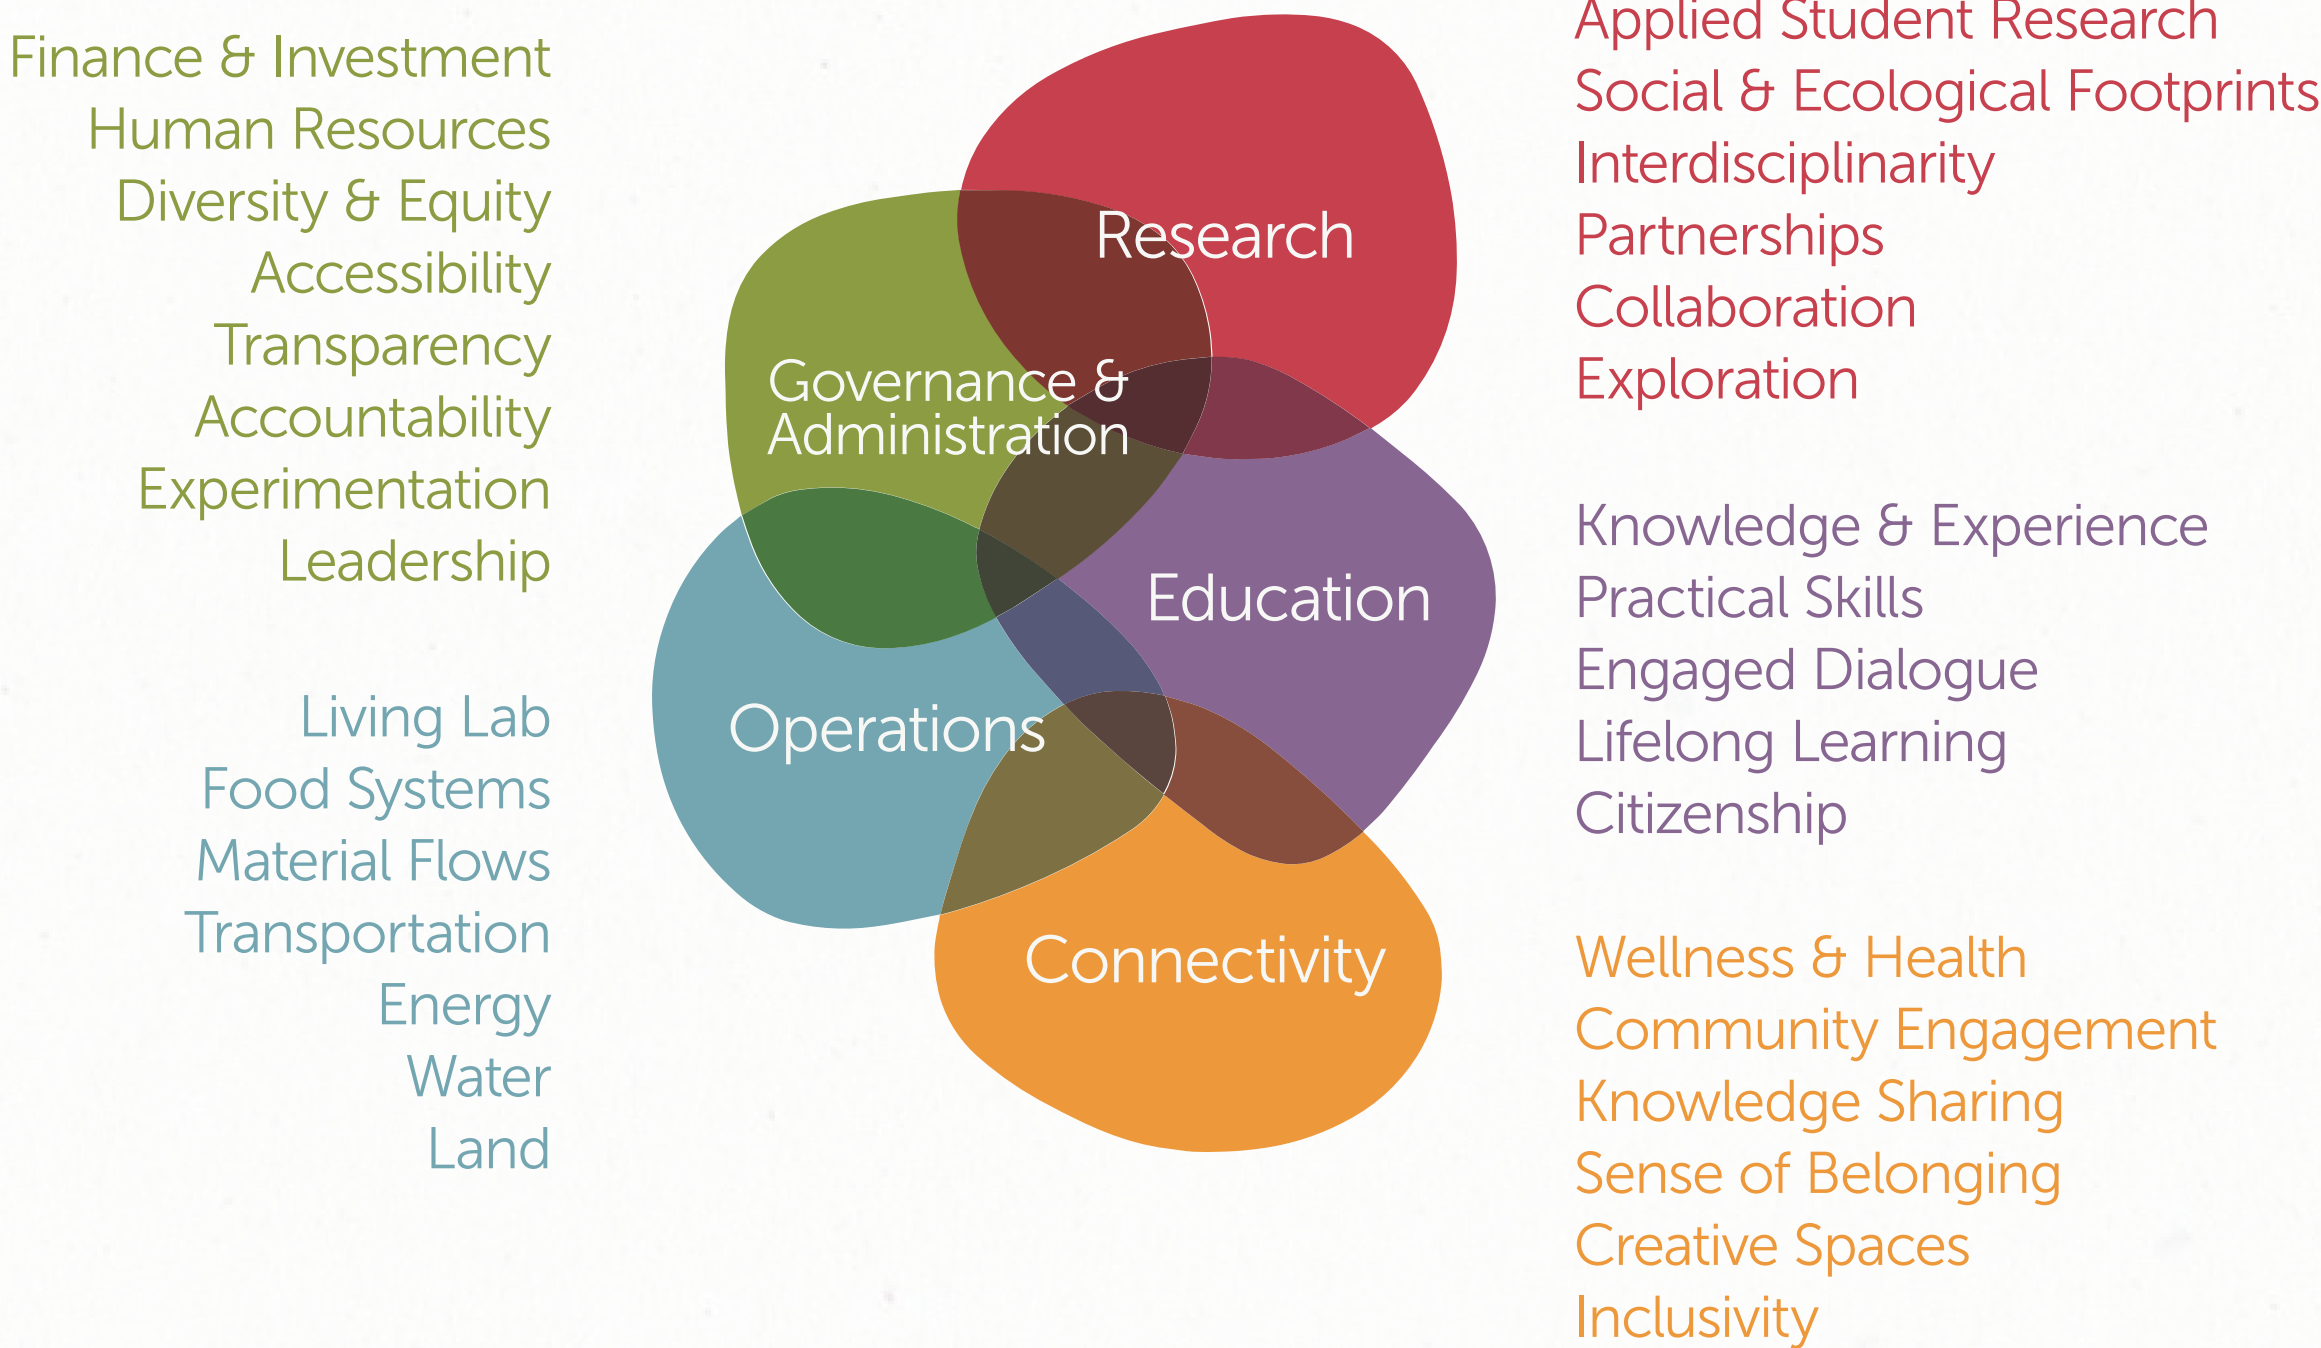 Finance & Investment
Human Resources
Diversity & Equity
Accessibility
Transparency
Accountability
Experimentation
Leadership
Living Lab
Food Systems
Material Flows
Transportation
Energy
Water
Land
Research
Governance &
Administration
Education
Operations
Connectivity
Applied Student Research
Social & Ecological Footprints
Interdisciplinarity
Partnerships
Collaboration
Exploration
Knowledge & Experience
Practical Skills
Engaged Dialogue
Lifelong Learning
Citizenship
Wellness & Health
Community Engagement
Knowledge Sharing
Sense of Belonging
Creative Spaces
Inclusivity